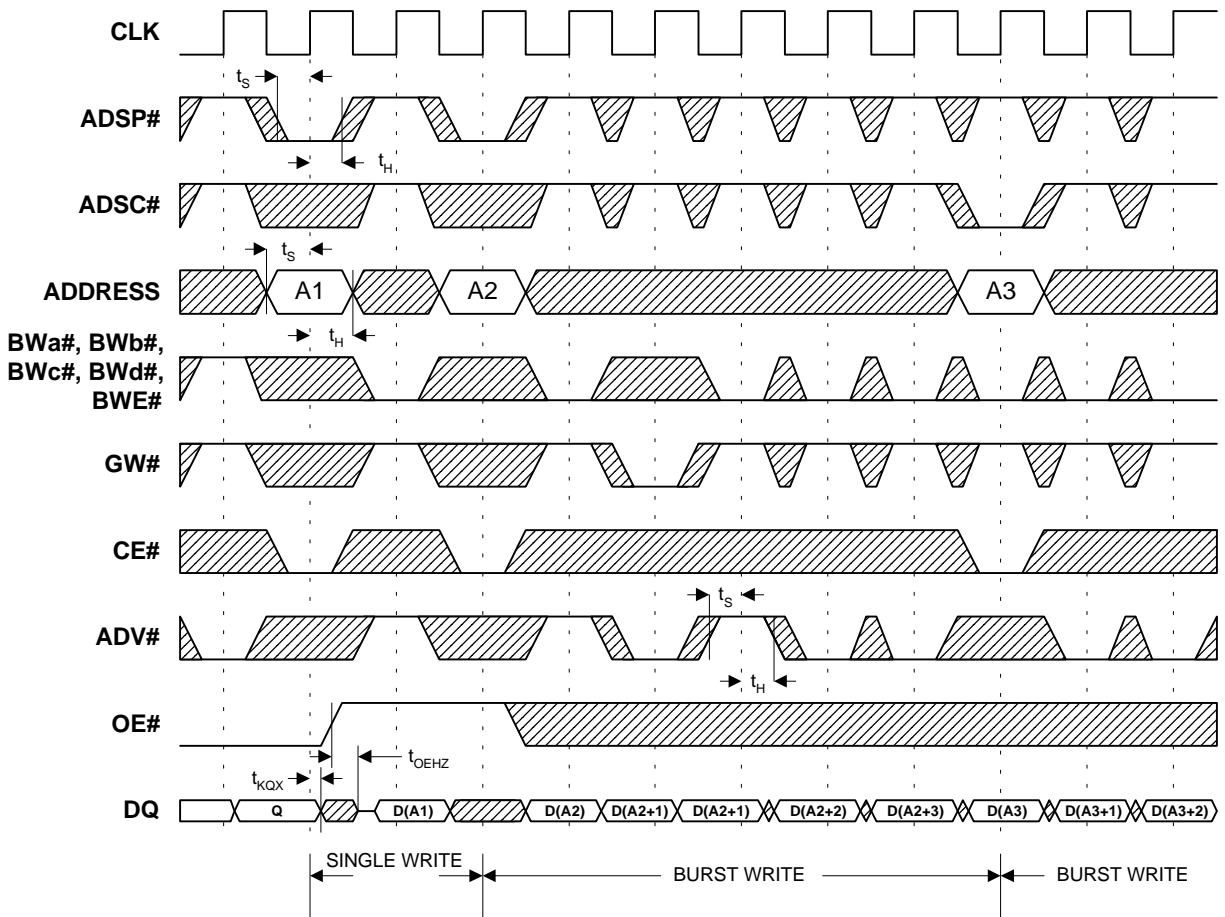 CLK
tS
ADSP#
tH
ADSC#
tS
ADDRESS
A1
A2
A3
tH
BWa#, BWb#,
BWc#, BWd#,
BWE#
GW#
CE#
tS
ADV#
tH
OE#
tOEHZ
tKQX
DQ
Q
D(A1)
D(A2)
D(A2+1)
D(A2+1)
D(A2+2)
D(A2+3)
D(A3)
D(A3+1)
D(A3+2)
SINGLE WRITE
BURST WRITE
BURST WRITE